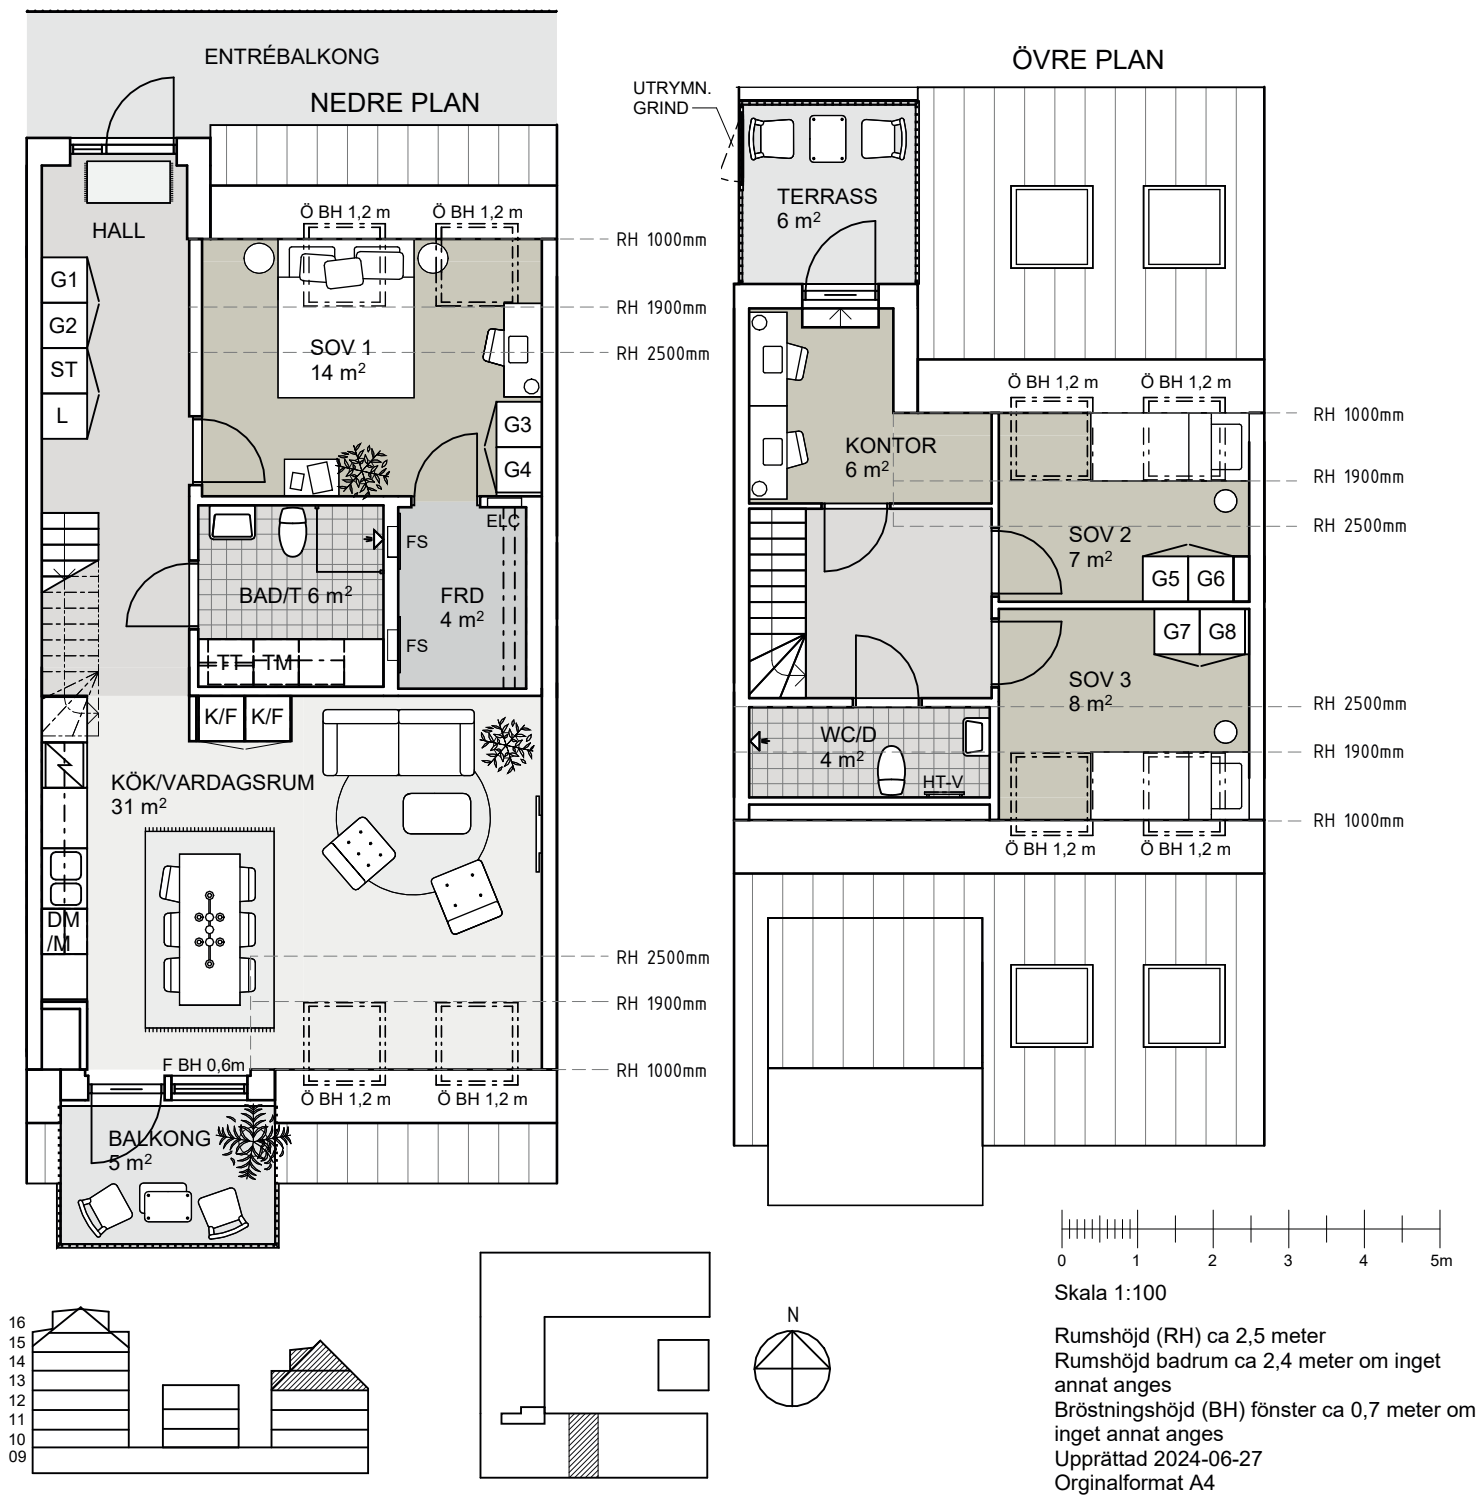 ENTRÉBALKONG
NEDRE PLAN
HALL
Ö BH 1,2 m
Ö BH 1,2 m
RH 1000mm
G1
RH 1900mm
G2
SOV 1
14 m²
RH 2500mm
ST
L
G3
G4
ELC
FS
BAD/T 6 m²
FRD
4 m²
FS
TT
TM
K/F
K/F
KÖK/VARDAGSRUM
31 m²
DM
/M
RH 2500mm
RH 1900mm
F BH 0,6m
RH 1000mm
Ö BH 1,2 m
Ö BH 1,2 m
BALKONG
5 m²
ÖVRE PLAN
UTRYMN.
GRIND
TERRASS
6 m²
Ö BH 1,2 m
Ö BH 1,2 m
RH 1000mm
KONTOR
6 m²
RH 1900mm
RH 2500mm
SOV 2
7 m²
G5
G6
G7
G8
SOV 3
8 m²
RH 2500mm
WC/D
4 m²
RH 1900mm
HT-V
RH 1000mm
Ö BH 1,2 m
Ö BH 1,2 m
16
15
14
13
12
11
10
09
N
0 1 2 3 4 5m
Skala 1:100
Rumshöjd (RH) ca 2,5 meter
Rumshöjd badrum ca 2,4 meter om inget
annat anges
Bröstningshöjd (BH) fönster ca 0,7 meter om
inget annat anges
Upprättad 2024-06-27
Orginalformat A4